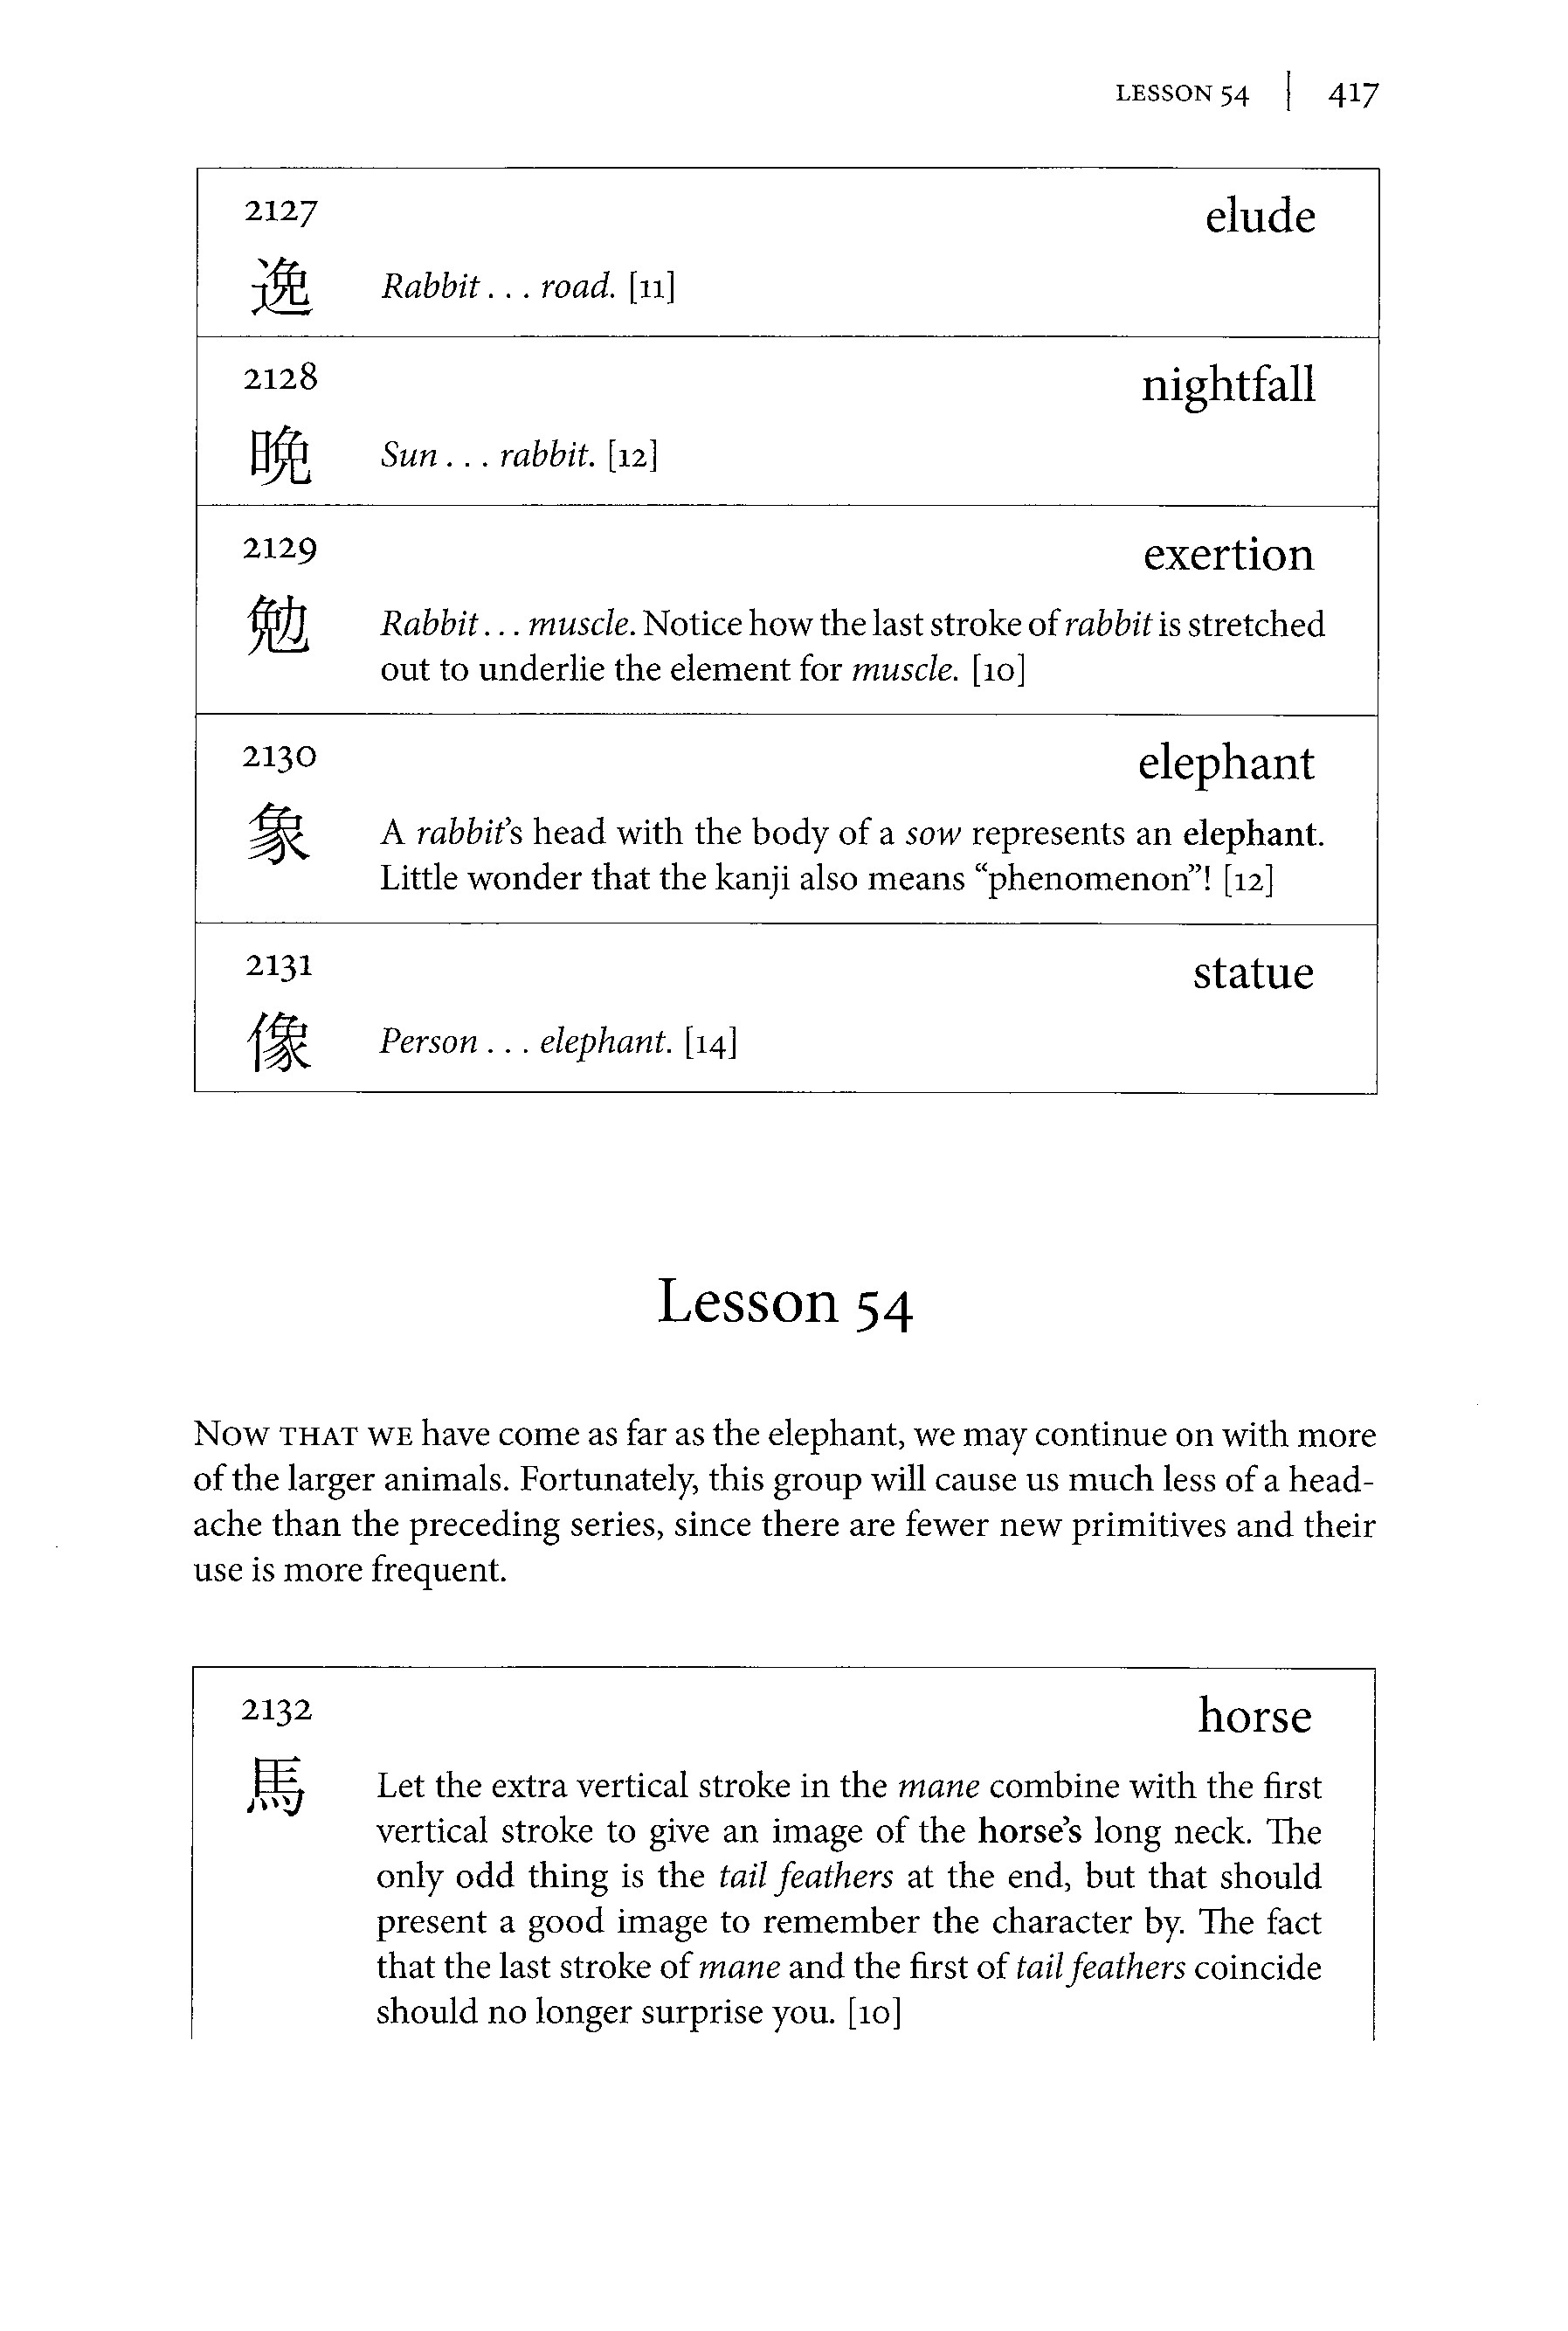 LESSON 54 | 417
2127 elude
逸 Rabbit . . . road. [11]
2128 nightfall
晩 Sun . . . rabbit. [12]
2129 exertion
勉 Rabbit . . . muscle. Notice how the last stroke of rabbit is stretched
out to underlie the element for muscle. [10]
2130 elephant
象 A rabbit's head with the body of a sow represents an elephant.
Little wonder that the kanji also means “phenomenon”! [12]
2131 statue
像 Person . . . elephant. [14]
Lesson 54
Now that we have come as far as the elephant, we may continue on with more
of the larger animals. Fortunately, this group will cause us much less of a head-
ache than the preceding series, since there are fewer new primitives and their
use is more frequent.
2132 horse
馬 Let the extra vertical stroke in the mane combine with the first
vertical stroke to give an image of the horse's long neck. The
only odd thing is the tail feathers at the end, but that should
present a good image to remember the character by. The fact
that the last stroke of mane and the first of tail feathers coincide
should no longer surprise you. [10]